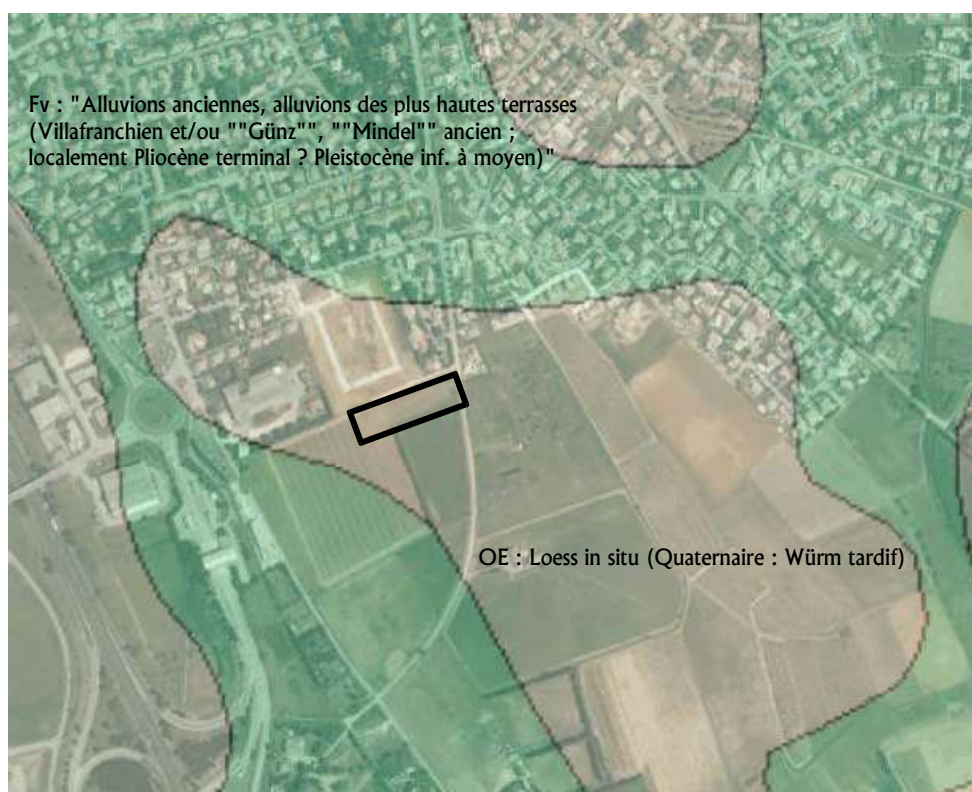 Fv : "Alluvions anciennes, alluvions des plus hautes terrasses
(Villafranchien et/ou ""Günz"", ""Mindel"" ancien ;
localement Pliocène terminal ? Pleistocène inf. à moyen)"
OE : Loess in situ (Quaternaire : Würm tardif)